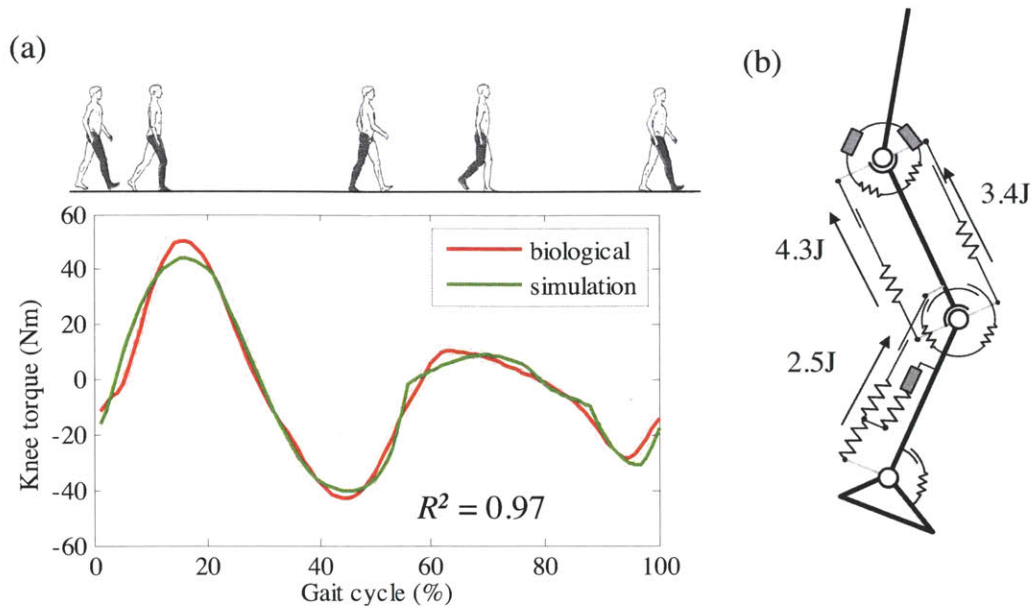 (a)
60
40
20
0
-20
-40
-60
Knee torque (Nm)
biological
simulation
R² = 0.97
0 20 40 60 80 100
Gait cycle (%)
(b)
3.4J
4.3J
2.5J